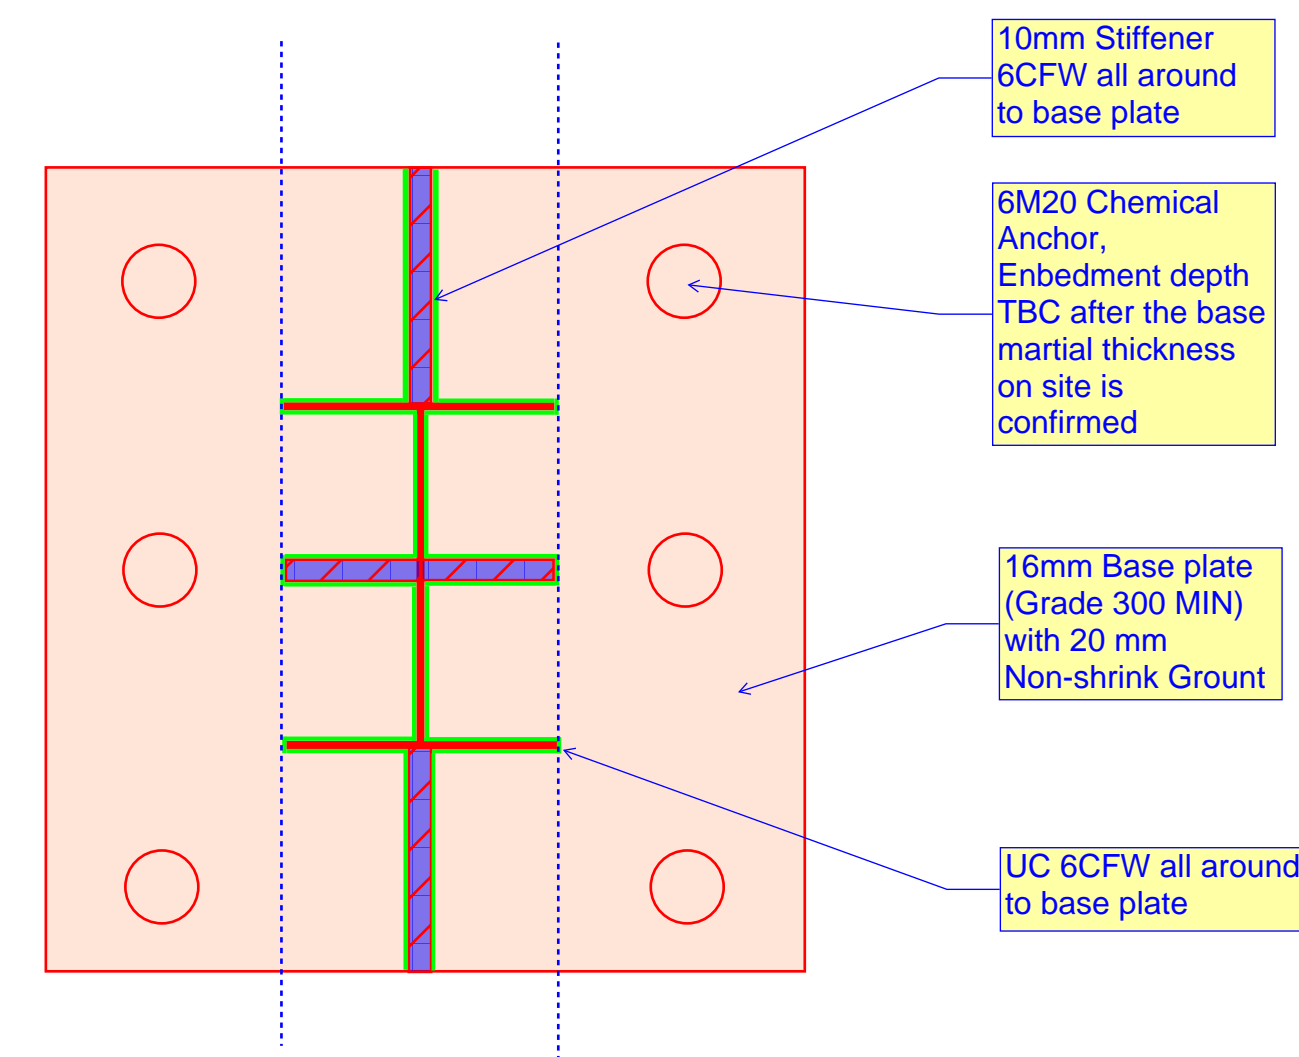 10mm Stiffener
6CFW all around
to base plate
6M20 Chemical
Anchor,
Enbedment depth
TBC after the base
martial thickness
on site is
confirmed
16mm Base plate
(Grade 300 MIN)
with 20 mm
Non-shrink Grount
UC 6CFW all around
to base plate